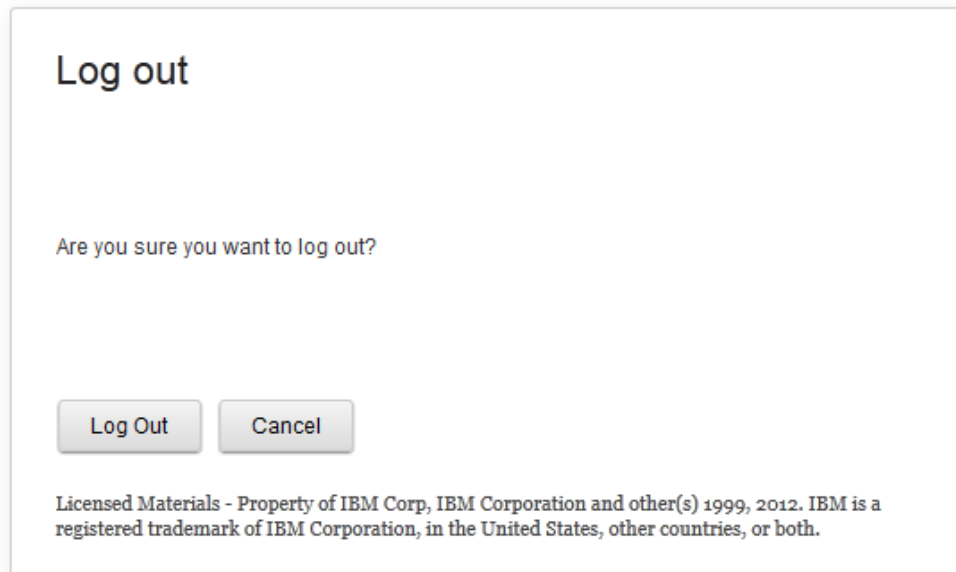 Log out
Are you sure you want to log out?
Log Out
Cancel
Licensed Materials - Property of IBM Corp, IBM Corporation and other(s) 1999, 2012. IBM is a
registered trademark of IBM Corporation, in the United States, other countries, or both.